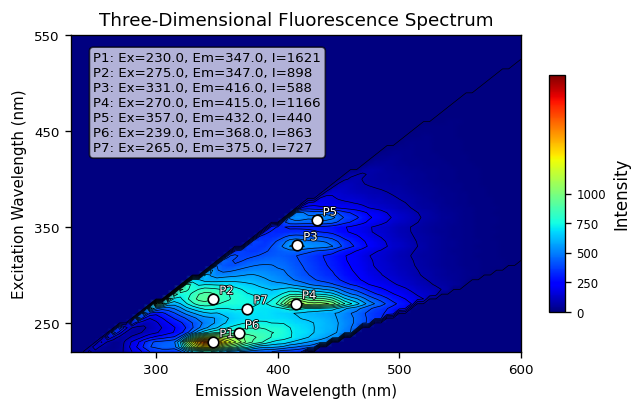 Three-Dimensional Fluorescence Spectrum
550
450
350
250
Excitation Wavelength (nm)
P1: Ex=230.0, Em=347.0, I=1621
P2: Ex=275.0, Em=347.0, I=898
P3: Ex=331.0, Em=416.0, I=588
P4: Ex=270.0, Em=415.0, I=1166
P5: Ex=357.0, Em=432.0, I=440
P6: Ex=239.0, Em=368.0, I=863
P7: Ex=265.0, Em=375.0, I=727
P5
P3
P2
P7
P4
P6
P1
300
400
500
600
Emission Wavelength (nm)
1000
750
500
250
0
Intensity